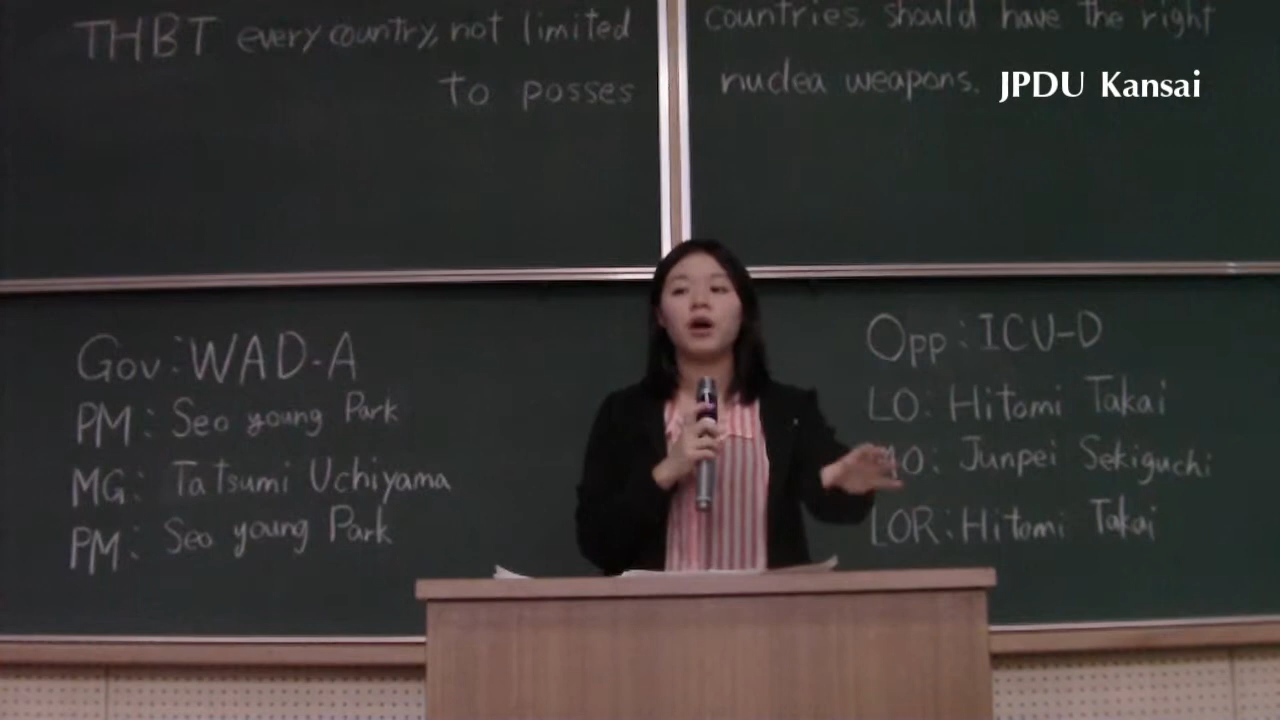 THBT every country, not limited countries, should have the right
to posses nuclea weapons.
JPDU Kansai
Gov: WAD-A
PM: Seo young Park
MG: Tatsumi Uchiyama
PM: Seo young Park
Opp: ICU-D
LO: Hitomi Takai
MO: Junpei Sekiguchi
LOR: Hitomi Takai